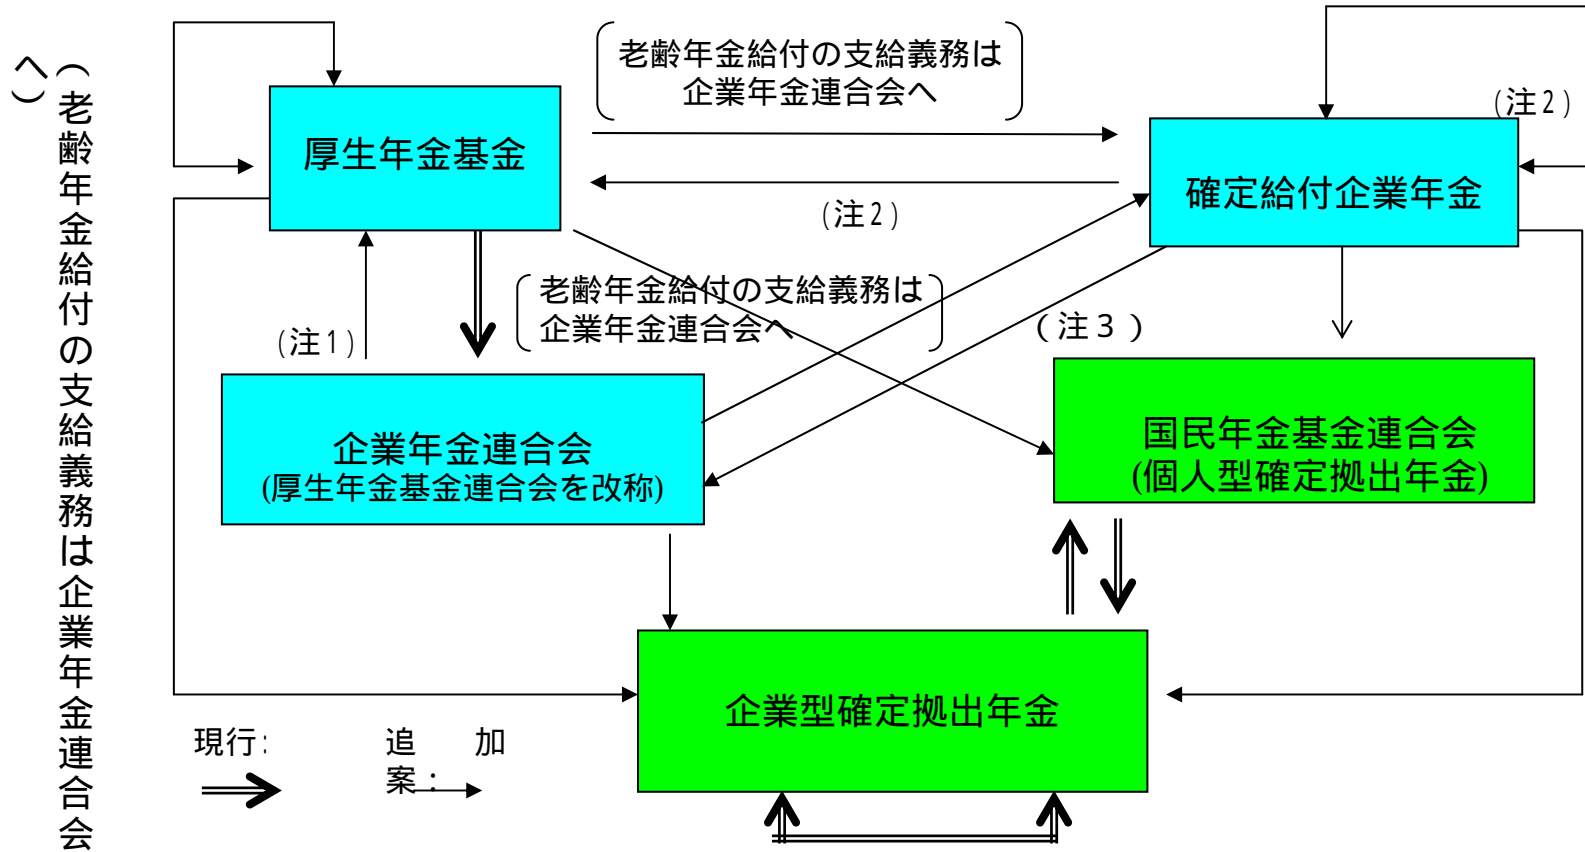 (老齢年金給付の支給義務は企業年金連合会
へ)
老齢年金給付の支給義務は
企業年金連合会へ
(注2)
厚生年金基金
確定給付企業年金
(注2)
老齢年金給付の支給義務は
企業年金連合会へ
(注1)
(注3)
企業年金連合会
(厚生年金基金連合会を改称)
国民年金基金連合会
(個人型確定拠出年金)
企業型確定拠出年金
現行:
追 加
案: